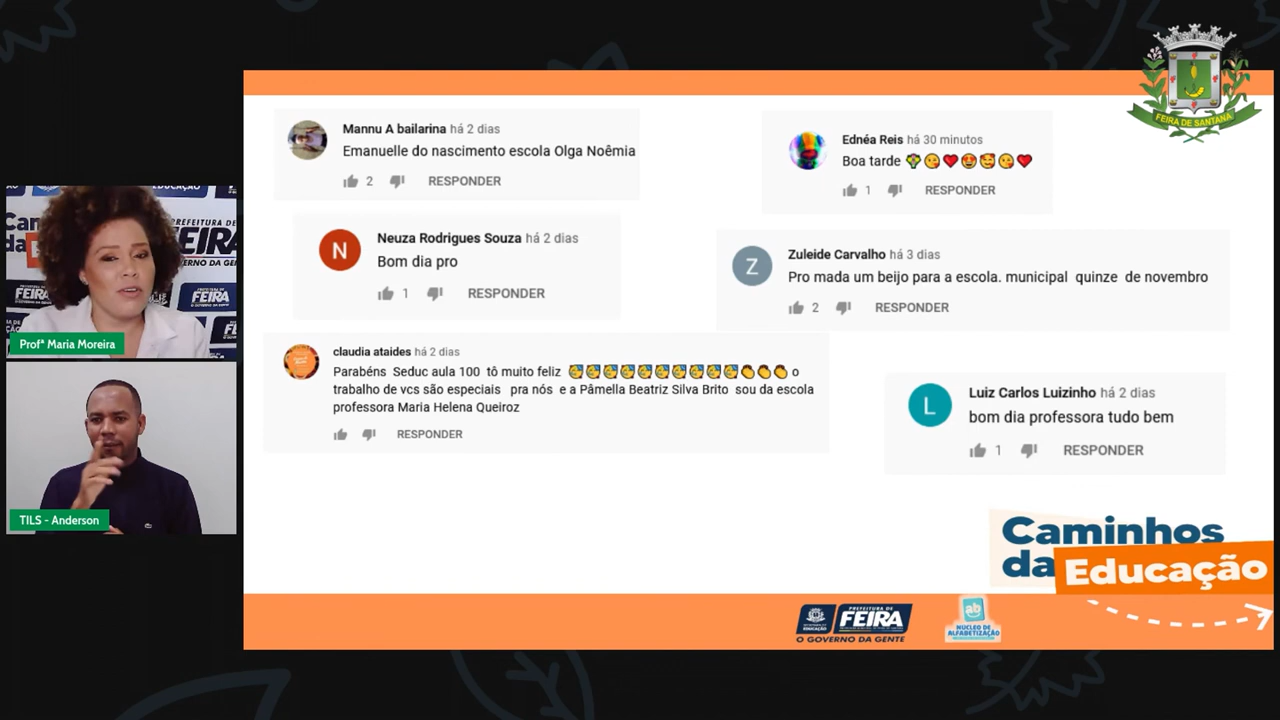 FEIRA DE SANTANA
Mannu A bailarina há 2 dias
Emanuelle do nascimento escola Olga Noêmia
2 RESPONDER
Ednéa Reis há 30 minutos
Boa tarde 💐😘❤️😍🥰😘❤️
1 RESPONDER
N
Neuza Rodrigues Souza há 2 dias
Bom dia pro
1 RESPONDER
Z
Zuleide Carvalho há 3 dias
Pro mada um beijo para a escola. municipal quinze de novembro
2 RESPONDER
claudia ataides há 2 dias
Parabéns Seduc aula 100 tô muito feliz 🥳🥳🥳🥳🥳🥳🥳🥳🥳🥳👏👏👏 o
trabalho de vcs são especiais pra nós e a Pâmella Beatriz Silva Brito sou da escola
professora Maria Helena Queiroz
RESPONDER
L
Luiz Carlos Luizinho há 2 dias
bom dia professora tudo bem
1 RESPONDER
Profª Maria Moreira
TILS - Anderson
Caminhos
da Educação
PREFEITURA DE
FEIRA
O GOVERNO DA GENTE
EDUCAÇÃO
ab
NÚCLEO DE
ALFABETIZAÇÃO